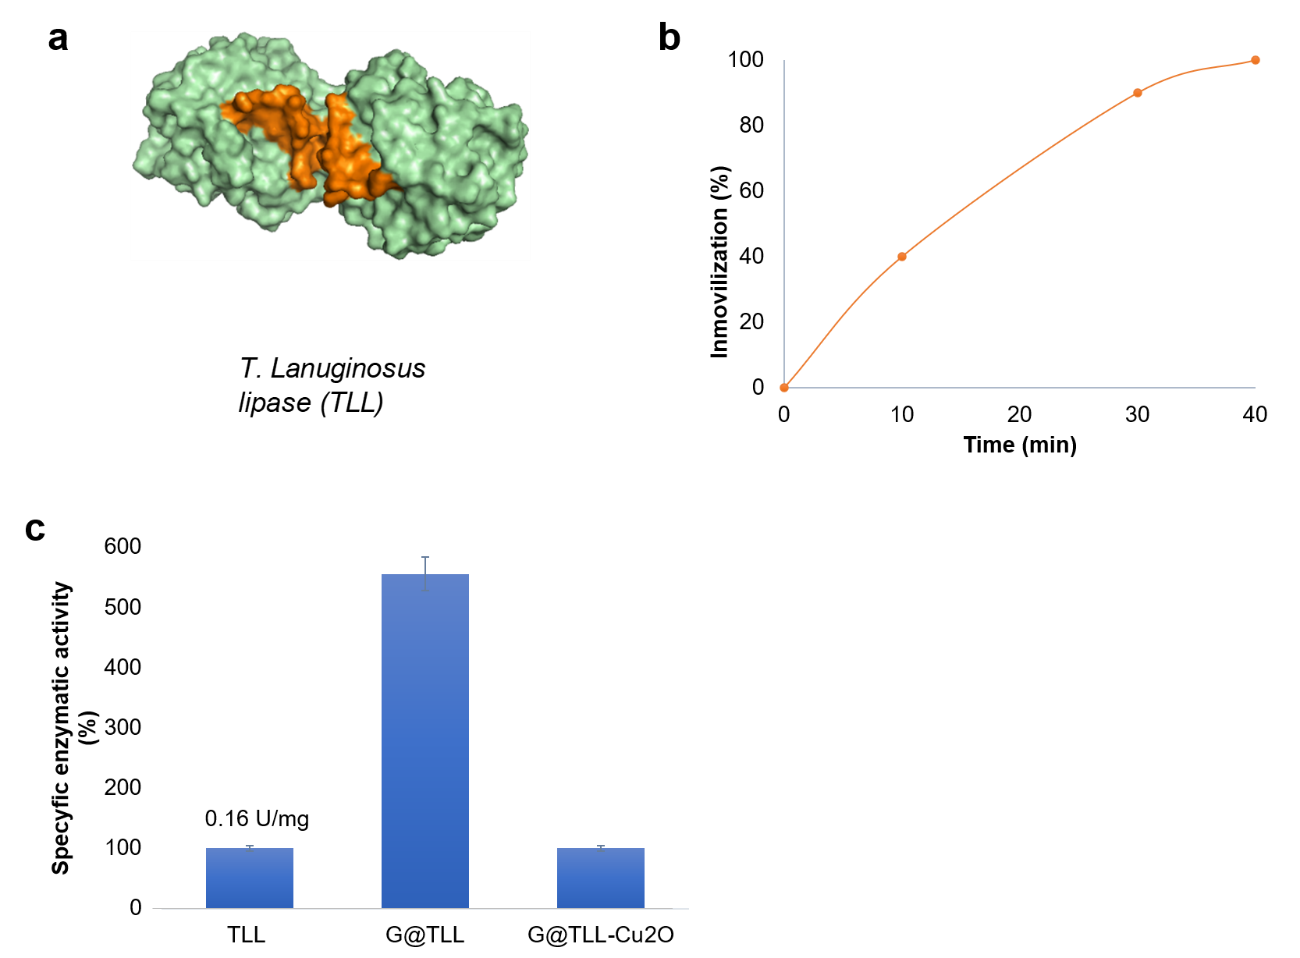 a
T. Lanuginosus
lipase (TLL)
b
100
80
60
40
20
0
Inmovilization (%)
0 10 20 30 40
Time (min)
c
600
500
400
300
200
100
0
Specyfic enzymatic activity
(%)
0.16 U/mg
TLL G@TLL G@TLL-Cu2O